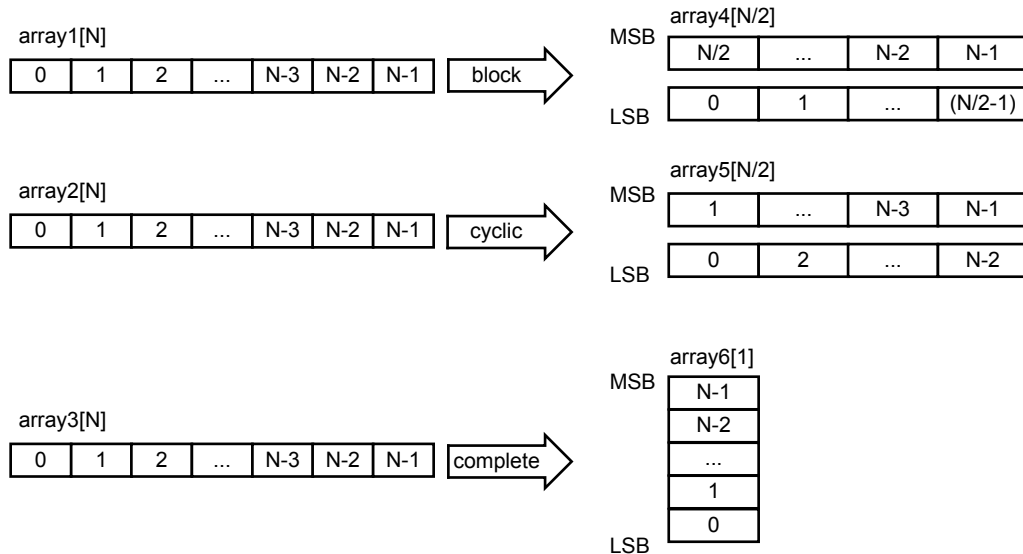 array1[N]
0 1 2 ... N-3 N-2 N-1
block
array4[N/2]
MSB
N/2 ... N-2 N-1
LSB
0 1 ... (N/2-1)
array2[N]
0 1 2 ... N-3 N-2 N-1
cyclic
array5[N/2]
MSB
1 ... N-3 N-1
LSB
0 2 ... N-2
array3[N]
0 1 2 ... N-3 N-2 N-1
complete
array6[1]
MSB
N-1
N-2
...
1
0
LSB